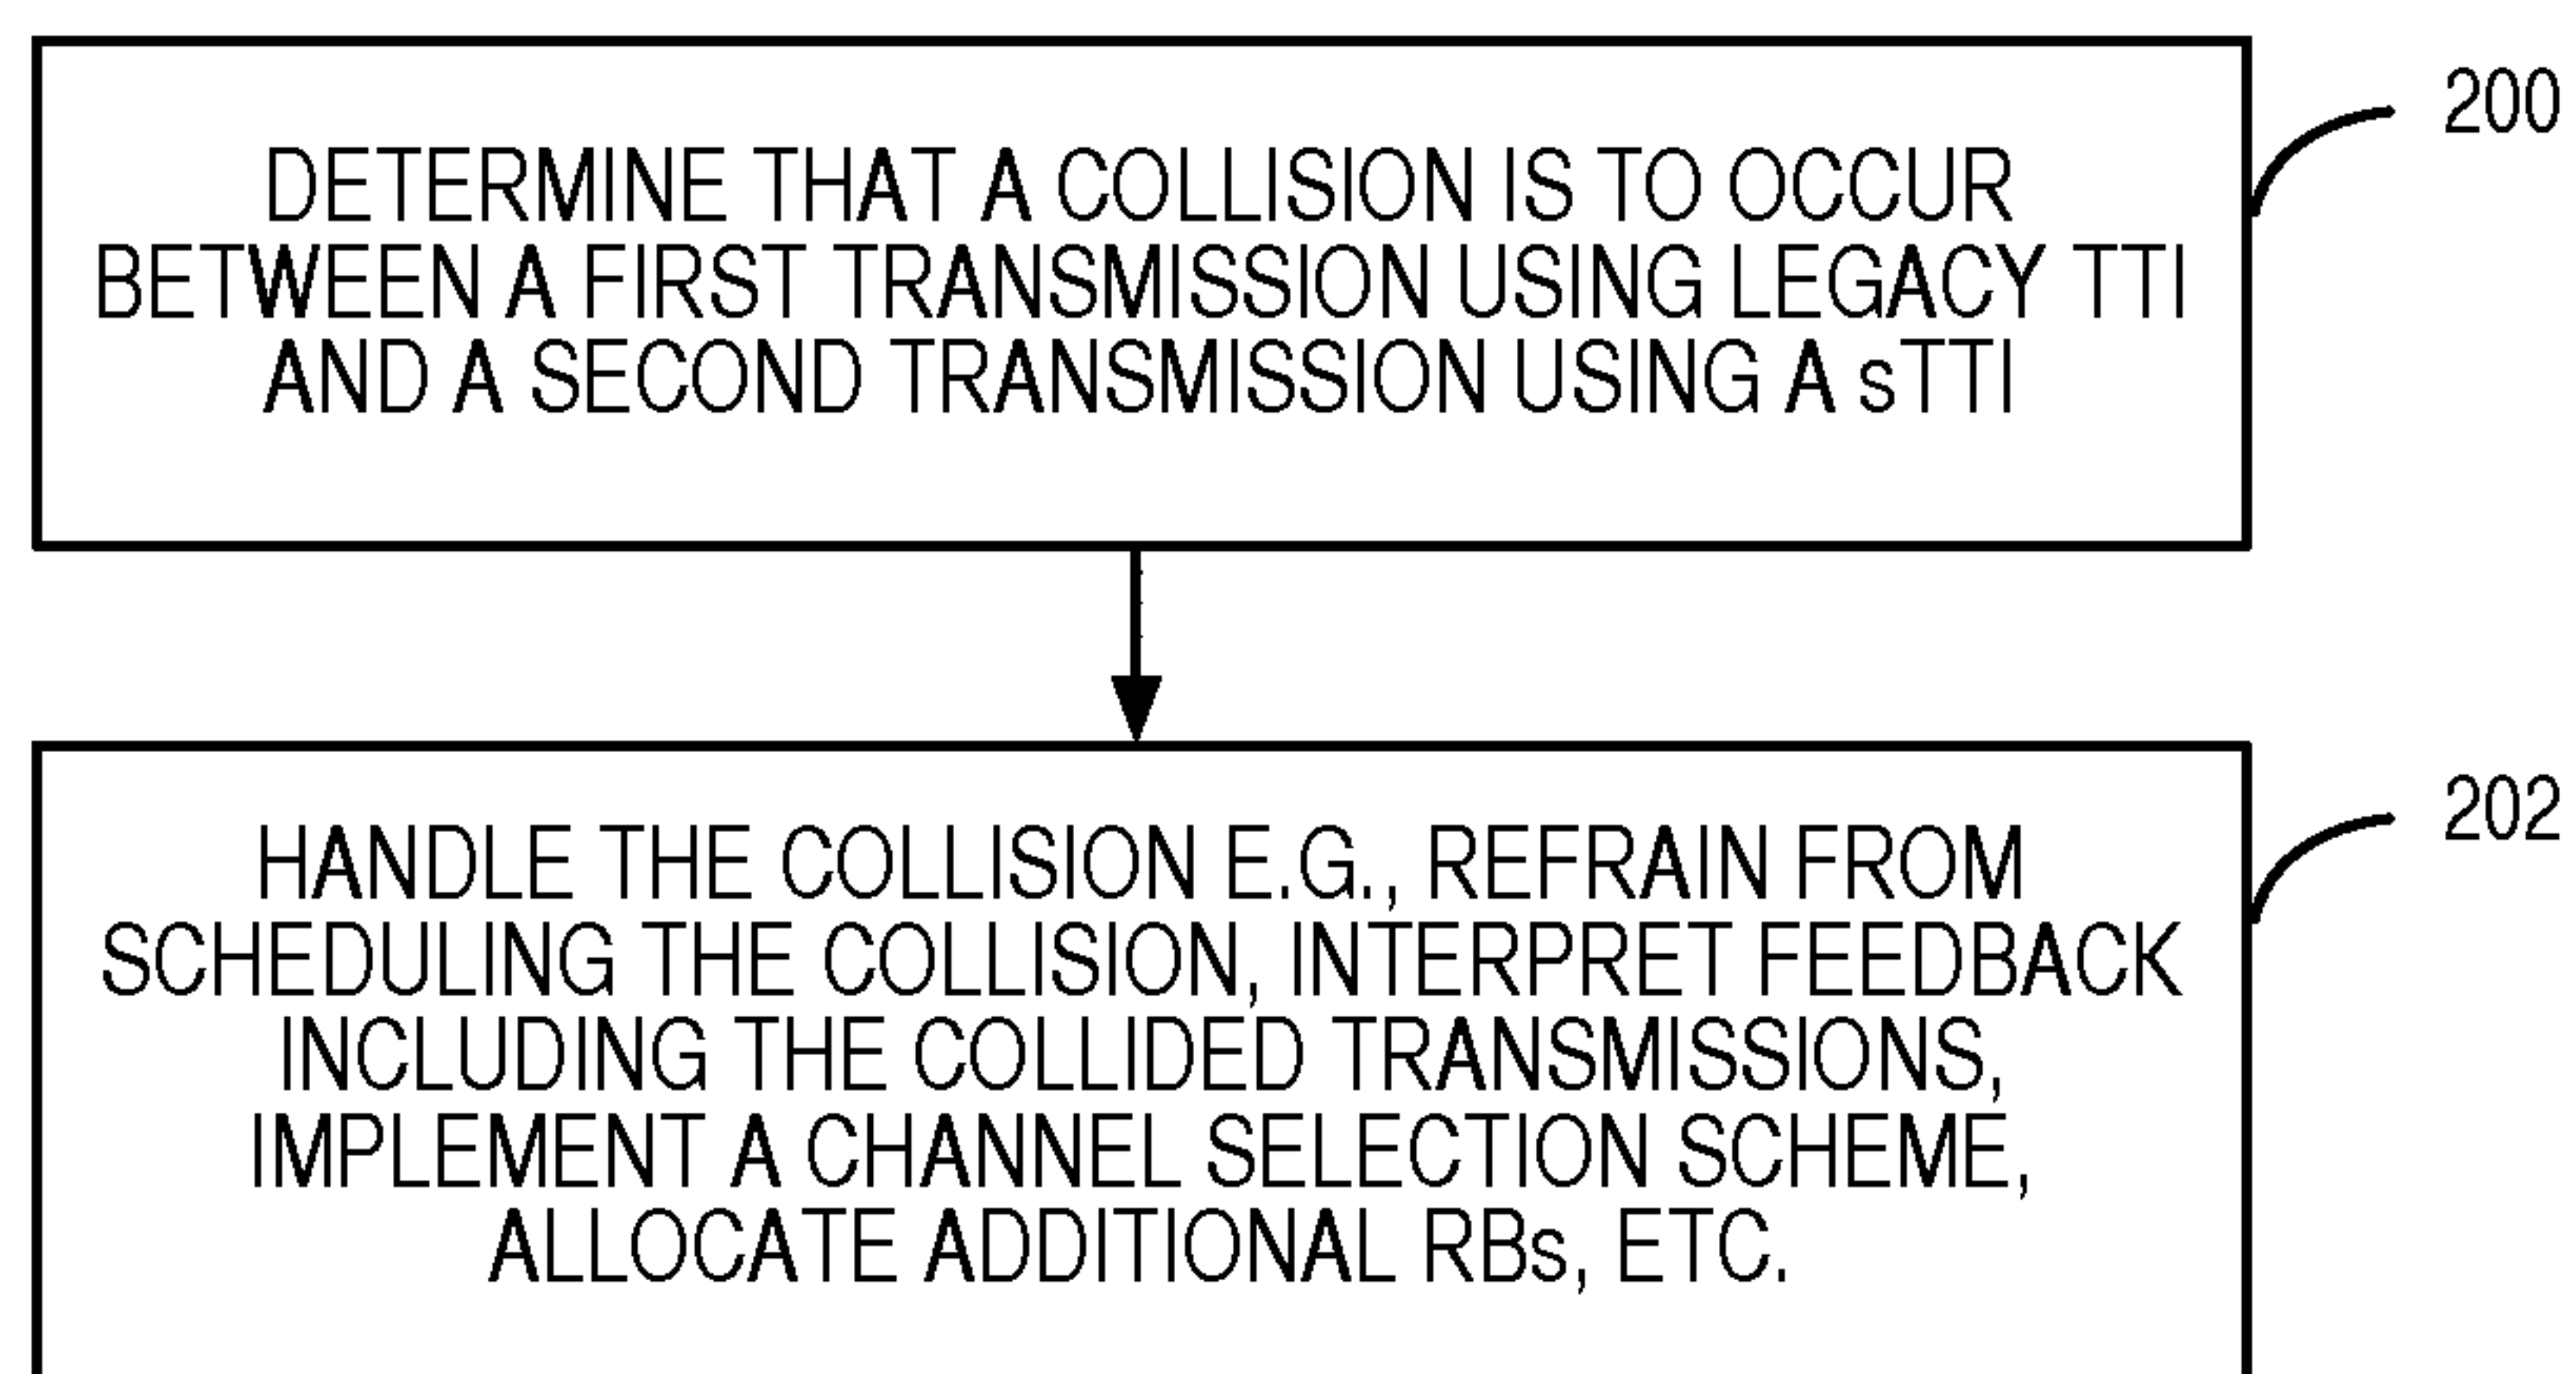 DETERMINE THAT A COLLISION IS TO OCCUR
BETWEEN A FIRST TRANSMISSION USING LEGACY TTI
AND A SECOND TRANSMISSION USING A sTTI
200
HANDLE THE COLLISION E.G., REFRAIN FROM
SCHEDULING THE COLLISION, INTERPRET FEEDBACK
INCLUDING THE COLLIDED TRANSMISSIONS,
IMPLEMENT A CHANNEL SELECTION SCHEME,
ALLOCATE ADDITIONAL RBs, ETC.
202